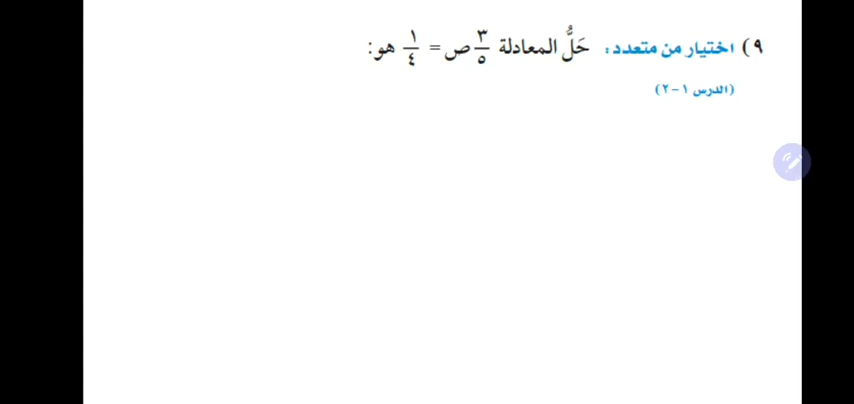 ٩) اختيار من متعدد: حَلُّ المعادلة ٣/٥ ص = ١/٤ هو:
(الدرس ١ – ٢)